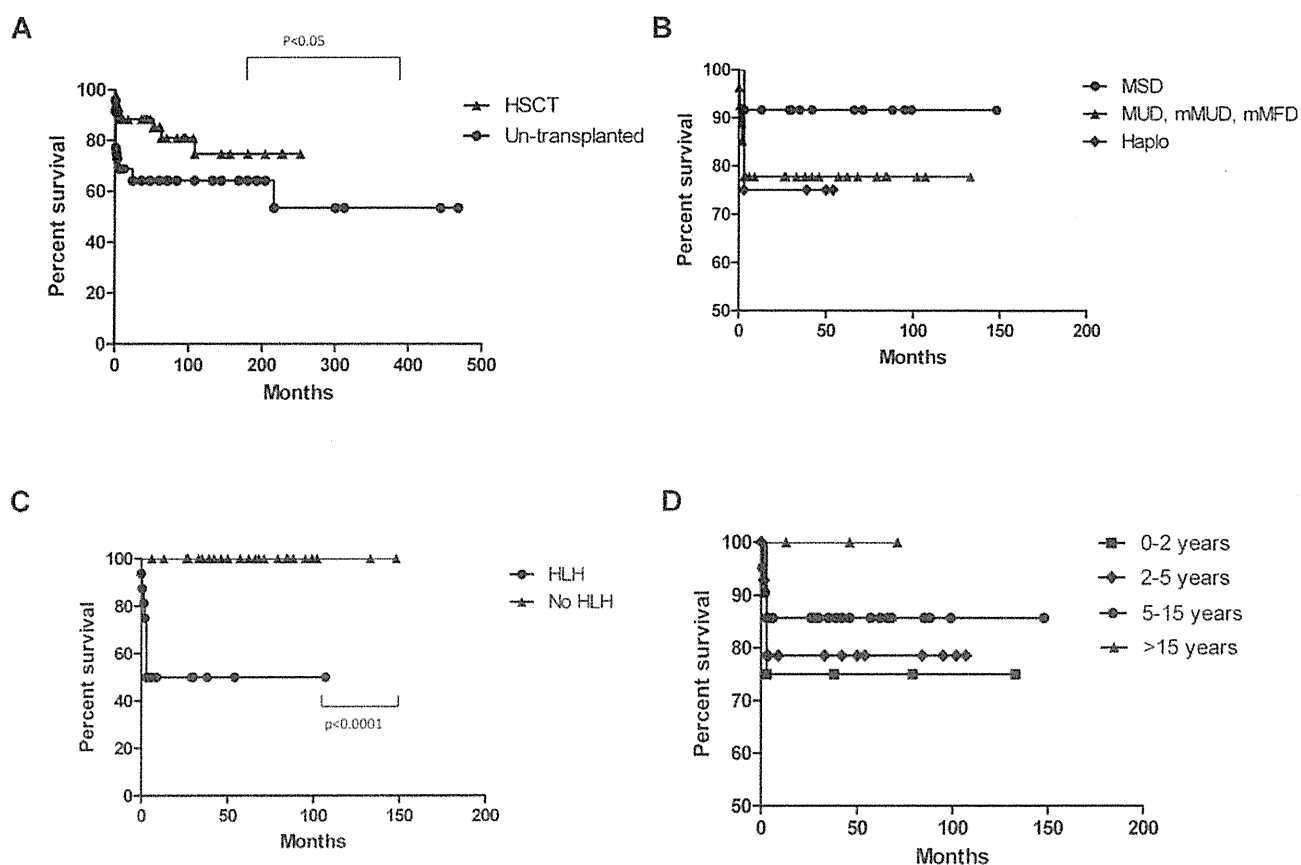 A
P<0.05
Percent survival
100
80
60
40
20
0
0 100 200 300 400 500
Months
HSCT
Un-transplanted
B
Percent survival
100
90
80
70
60
50
0 50 100 150 200
Months
MSD
MUD, mMUD, mMFD
Haplo
C
Percent survival
100
80
60
40
20
0
0 50 100 150 200
Months
HLH
No HLH
p<0.0001
D
Percent survival
100
90
80
70
60
50
0 50 100 150 200
Months
0-2 years
2-5 years
5-15 years
>15 years